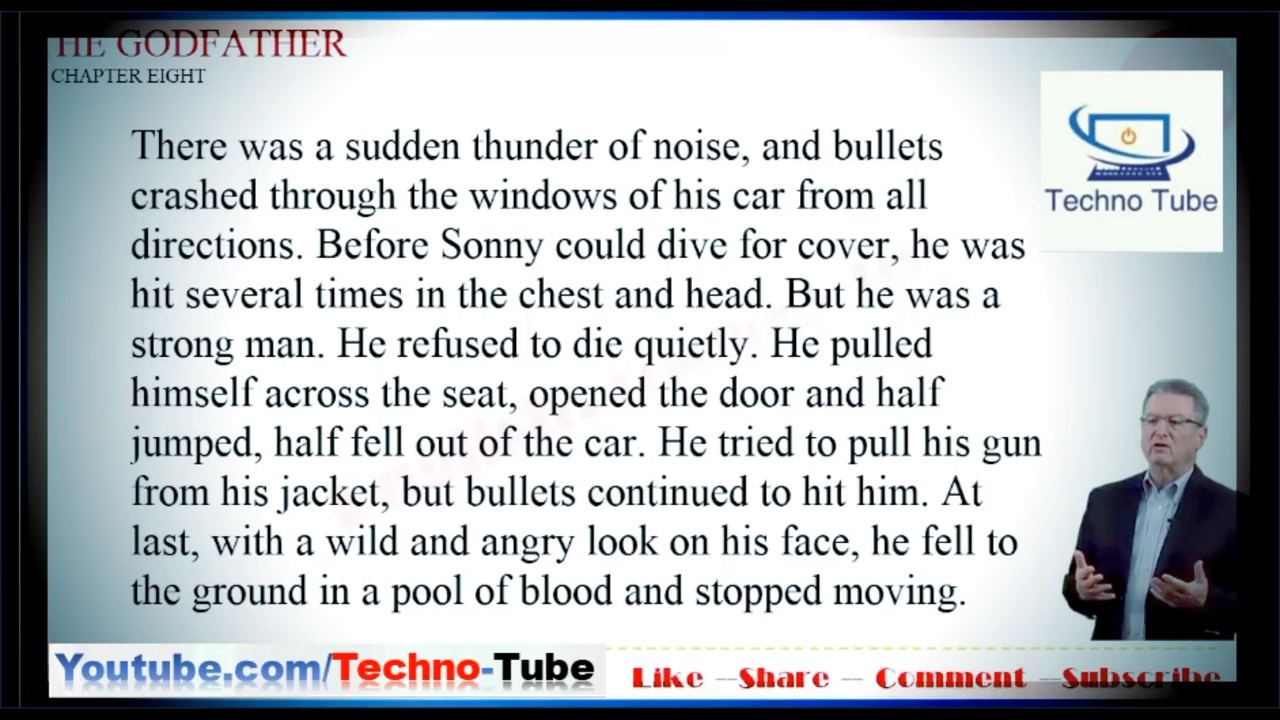 THE GODFATHER
CHAPTER EIGHT
There was a sudden thunder of noise, and bullets
crashed through the windows of his car from all
directions. Before Sonny could dive for cover, he was
hit several times in the chest and head. But he was a
strong man. He refused to die quietly. He pulled
himself across the seat, opened the door and half
jumped, half fell out of the car. He tried to pull his gun
from his jacket, but bullets continued to hit him. At
last, with a wild and angry look on his face, he fell to
the ground in a pool of blood and stopped moving.
Techno Tube
Youtube.com/Techno-Tube
Like --Share -- Comment --Subscribe